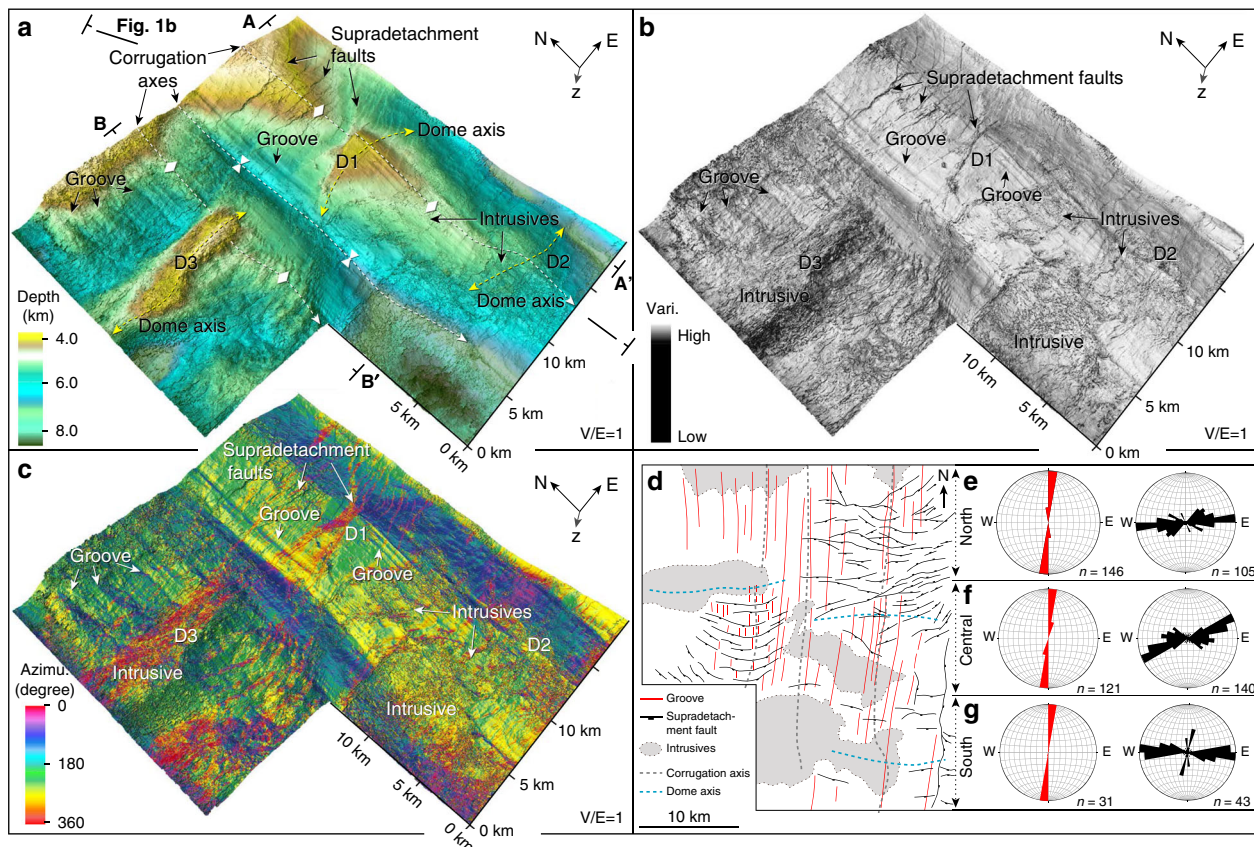 a
Fig. 1b
A
Supradetachment
faults
Corrugation
axes
N
E
z
B
Groove
Dome axis
D1
Groove
Intrusives
D3
D2
Dome axis
A'
Dome axis
Depth
(km)
4.0
6.0
8.0
B'
10 km
5 km
5 km
0 km
0 km
V/E=1
b
N
E
z
Supradetachment faults
Groove
D1
Groove
Groove
Intrusives
D3
D2
Intrusive
Intrusive
Vari.
High
Low
10 km
10 km
5 km
5 km
0 km
0 km
V/E=1
c
Supradetachment
faults
N
E
z
Groove
D1
Groove
Groove
Intrusives
D3
D2
Intrusive
Intrusive
Azimu.
(degree)
0
180
360
10 km
10 km
5 km
5 km
0 km
0 km
V/E=1
d
N
Groove
Supradetach-
ment fault
Intrusives
Corrugation axis
Dome axis
10 km
North
e
W
E
n = 146
W
E
n = 105
Central
f
W
E
n = 121
W
E
n = 140
South
g
W
E
n = 31
W
E
n = 43